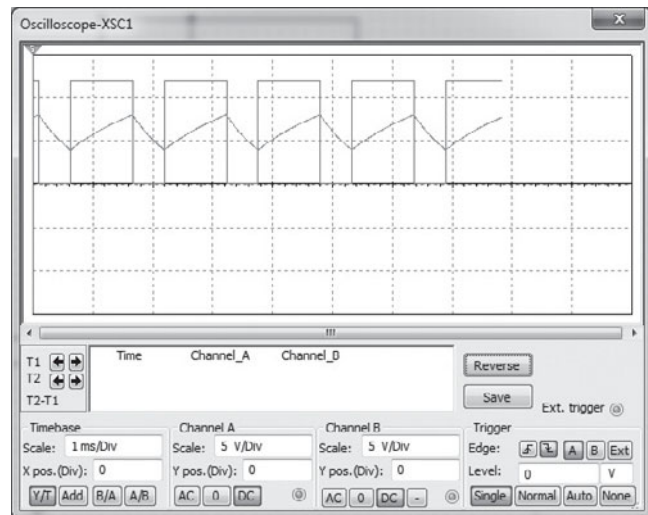 Oscilloscope-XSC1
x
T1
T2
T2-T1
Time Channel_A Channel_B
Reverse
Save
Ext. trigger
Timebase
Scale: 1 ms/Div
X pos.(Div): 0
Y/T Add B/A A/B
Channel A
Scale: 5 V/Div
Y pos.(Div): 0
AC 0 DC
Channel B
Scale: 5 V/Div
Y pos.(Div): 0
AC 0 DC -
Trigger
Edge: A B Ext
Level: 0 V
Single Normal Auto None